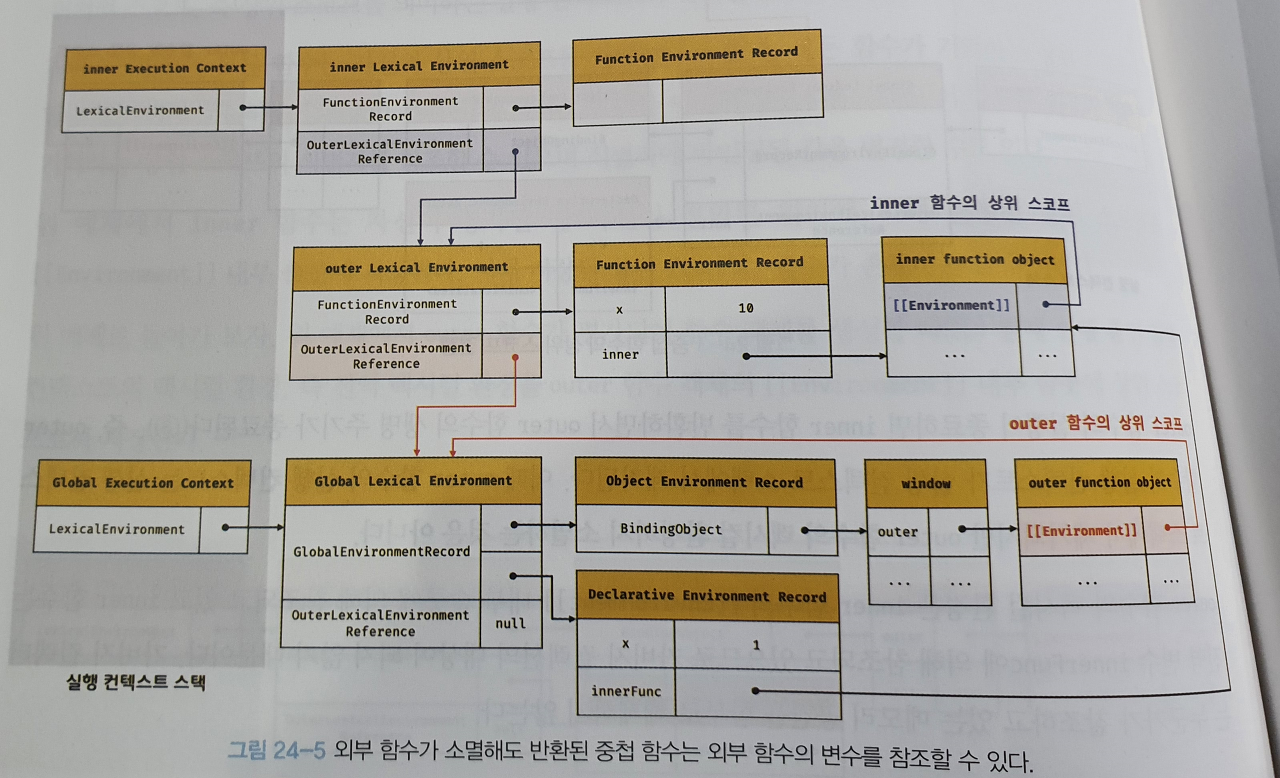 inner Execution Context
LexicalEnvironment
inner Lexical Environment
FunctionEnvironment
Record
OuterLexicalEnvironment
Reference
Function Environment Record
inner 함수의 상위 스코프
outer Lexical Environment
FunctionEnvironment
Record
OuterLexicalEnvironment
Reference
Function Environment Record
x 10
inner
inner function object
[[Environment]]
... ...
outer 함수의 상위 스코프
Global Execution Context
LexicalEnvironment
Global Lexical Environment
GlobalEnvironmentRecord
OuterLexicalEnvironment
Reference
null
Object Environment Record
BindingObject
window
outer
... ...
outer function object
[[Environment]]
... ...
Declarative Environment Record
x 1
innerFunc
실행 컨텍스트 스택
그림 24-5 외부 함수가 소멸해도 반환된 중첩 함수는 외부 함수의 변수를 참조할 수 있다.